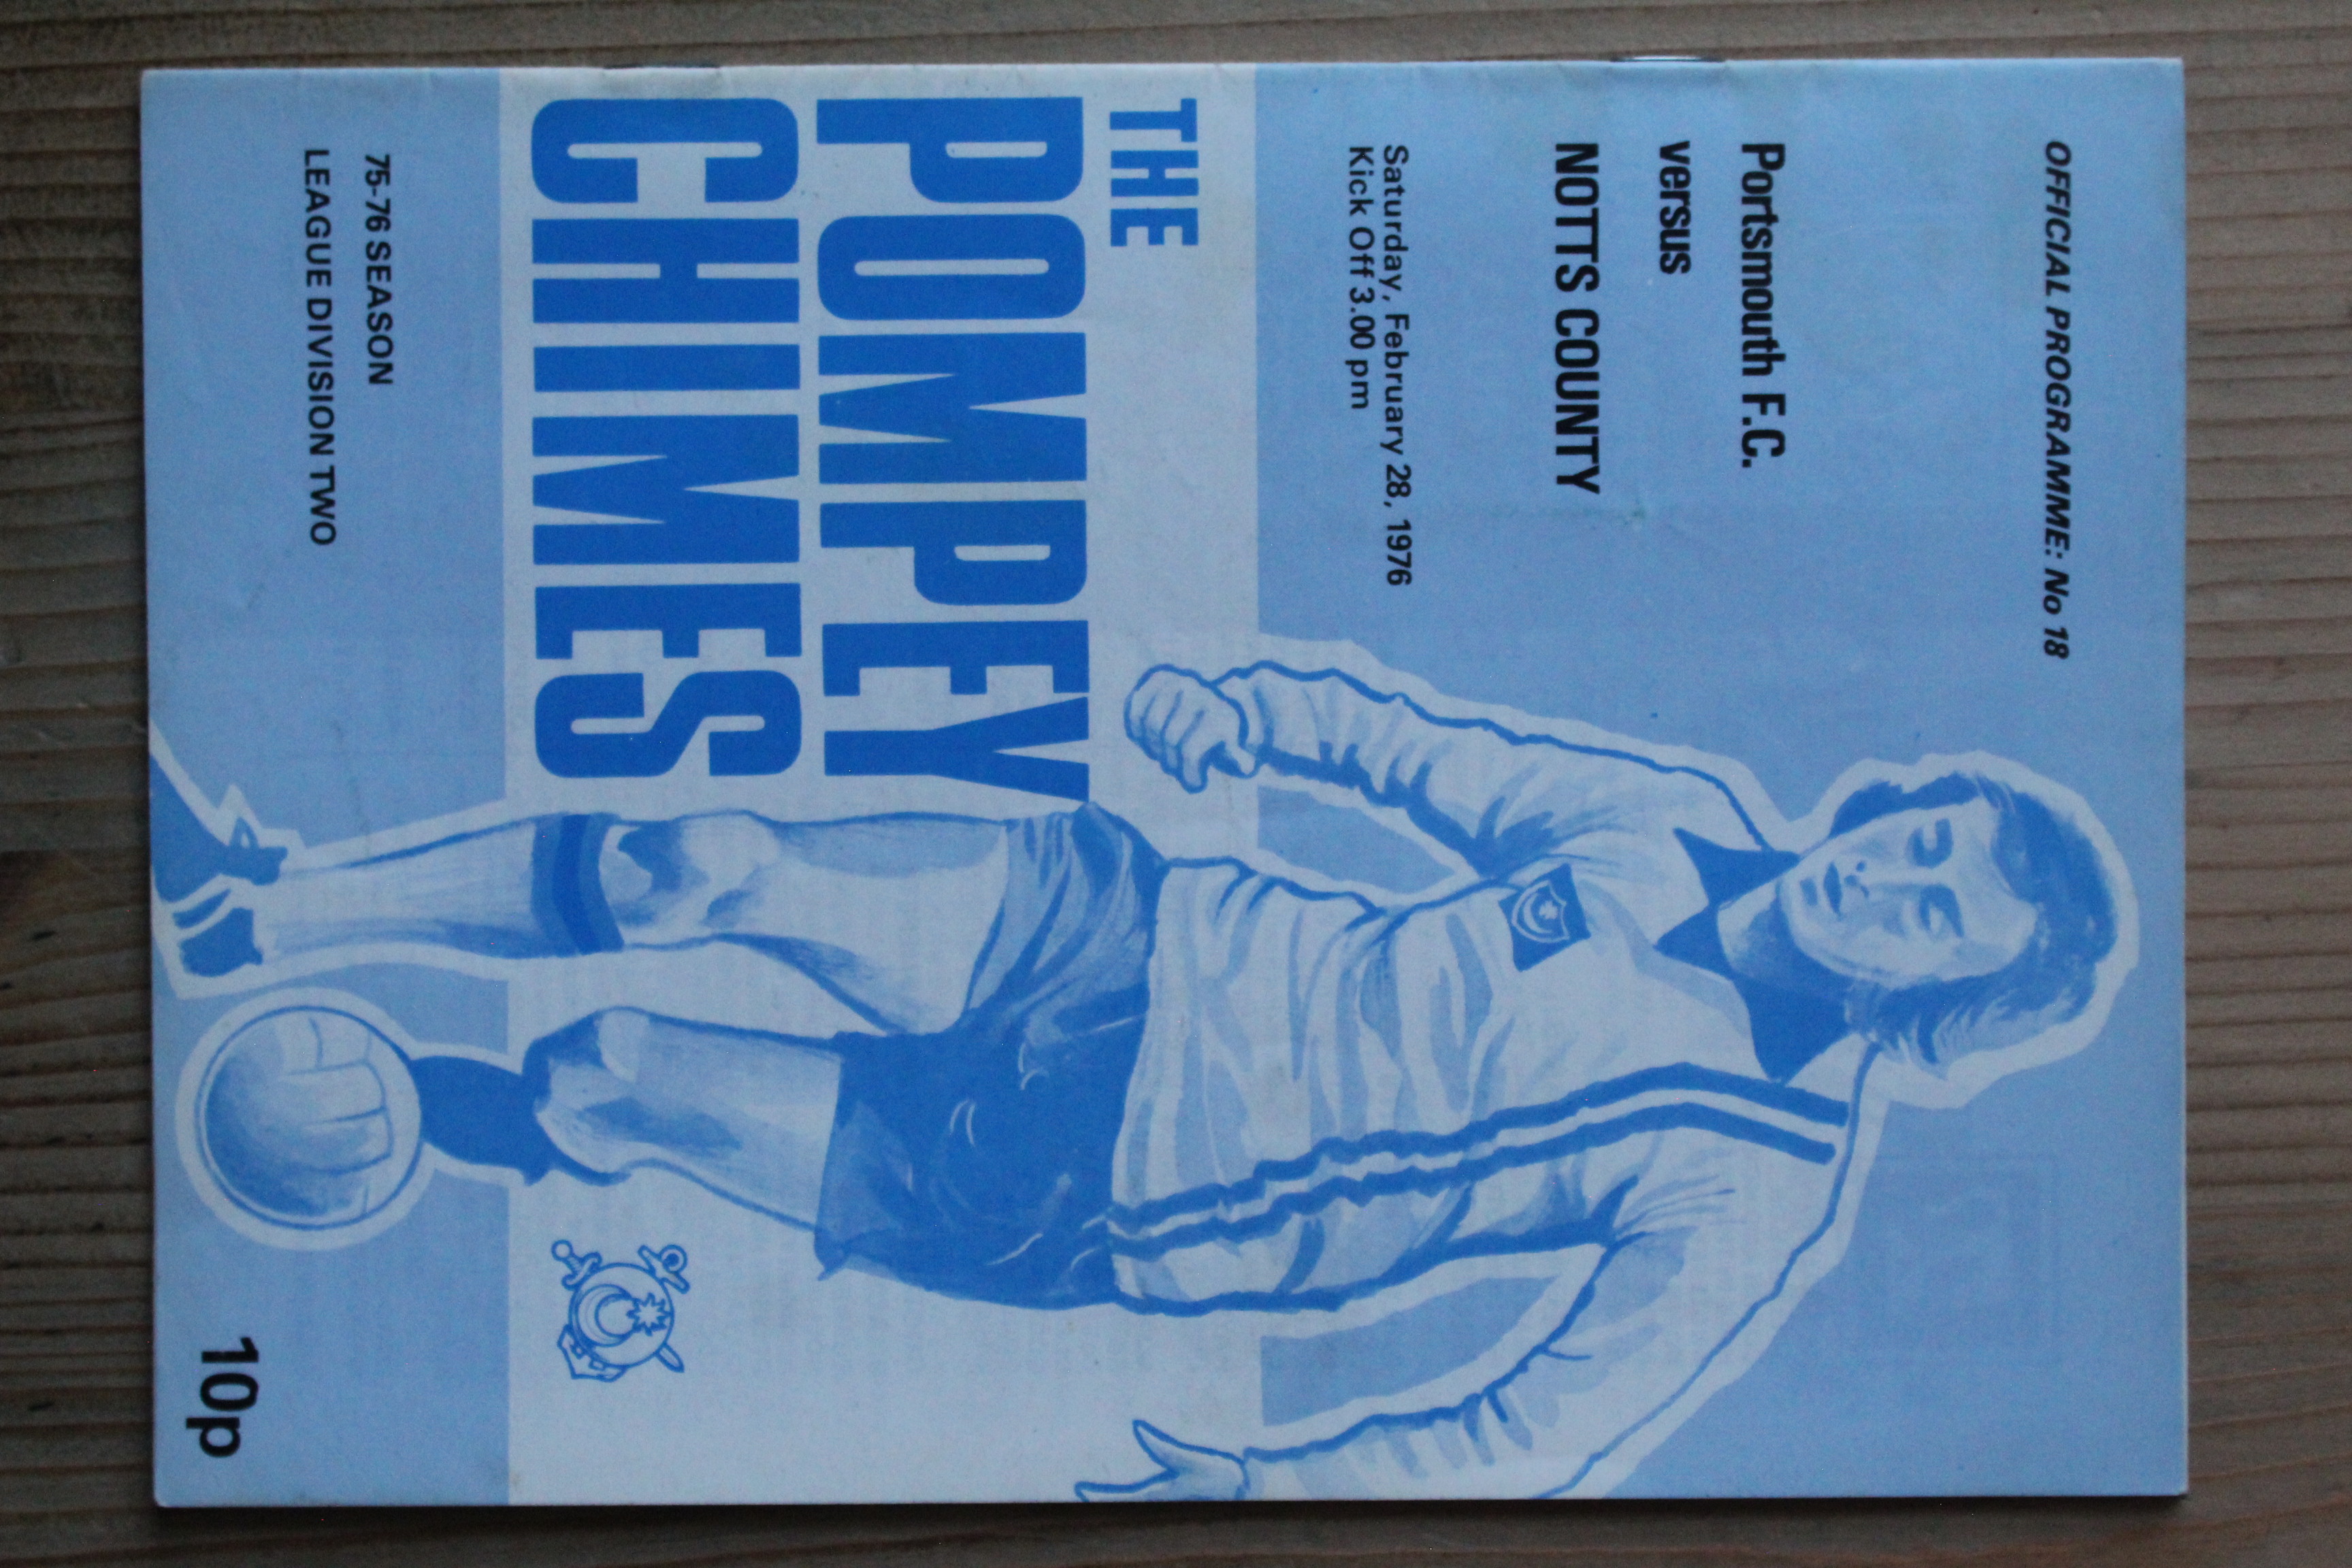 OFFICIAL PROGRAMME: No 18
Portsmouth F.C.
versus
NOTTS COUNTY
Saturday, February 28, 1976
Kick Off 3.00 pm
THE
POMPEY
CHIMES
75-76 SEASON
LEAGUE DIVISION TWO
10p